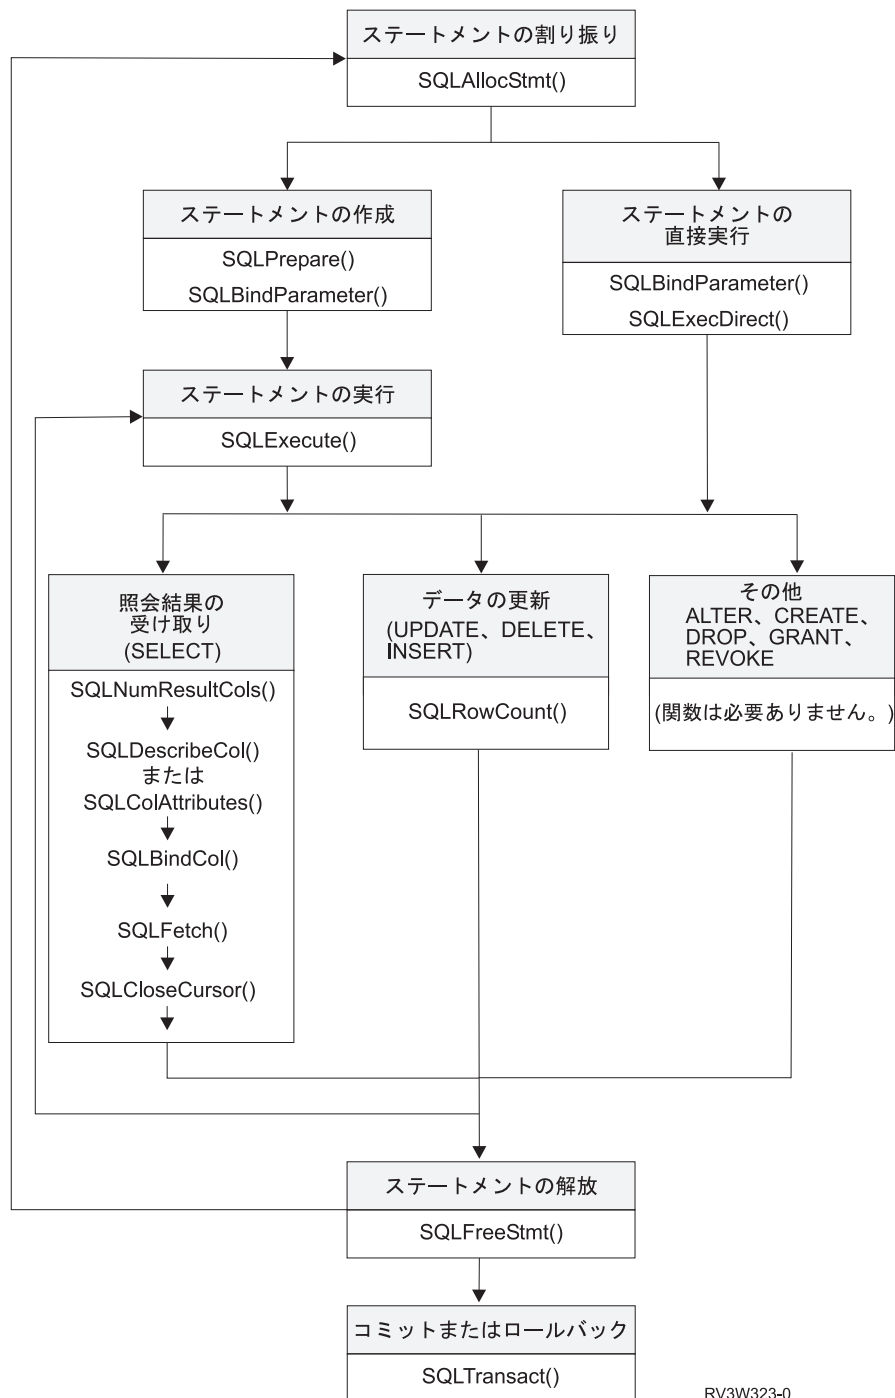 ステートメントの割り振り
SQLAllocStmt()
ステートメントの作成
SQLPrepare()
SQLBindParameter()
ステートメントの
直接実行
SQLBindParameter()
SQLExecDirect()
ステートメントの実行
SQLExecute()
照会結果の
受け取り
(SELECT)
SQLNumResultCols()
SQLDescribeCol()
または
SQLColAttributes()
SQLBindCol()
SQLFetch()
SQLCloseCursor()
データの更新
(UPDATE、DELETE、
INSERT)
SQLRowCount()
その他
ALTER、CREATE、
DROP、GRANT、
REVOKE
(関数は必要ありません。)
ステートメントの解放
SQLFreeStmt()
コミットまたはロールバック
SQLTransact()
RV3W323-0